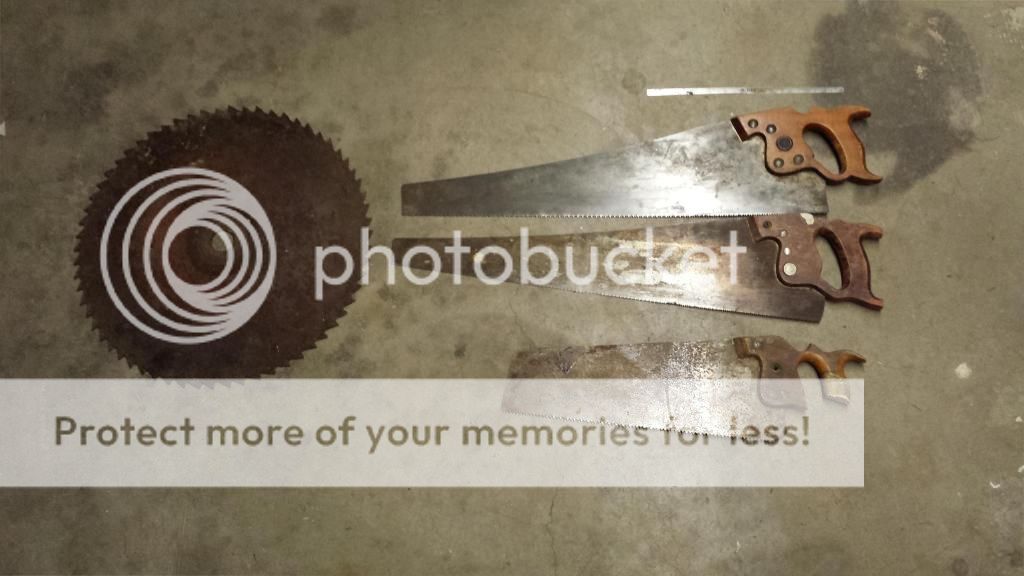 photobucket
Protect more of your memories for less!